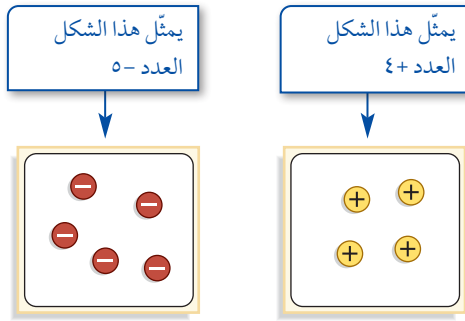 يمثّل هذا الشكل
العدد +٤
يمثّل هذا الشكل
العدد −٥
+ +
+ +
− −
−
− −